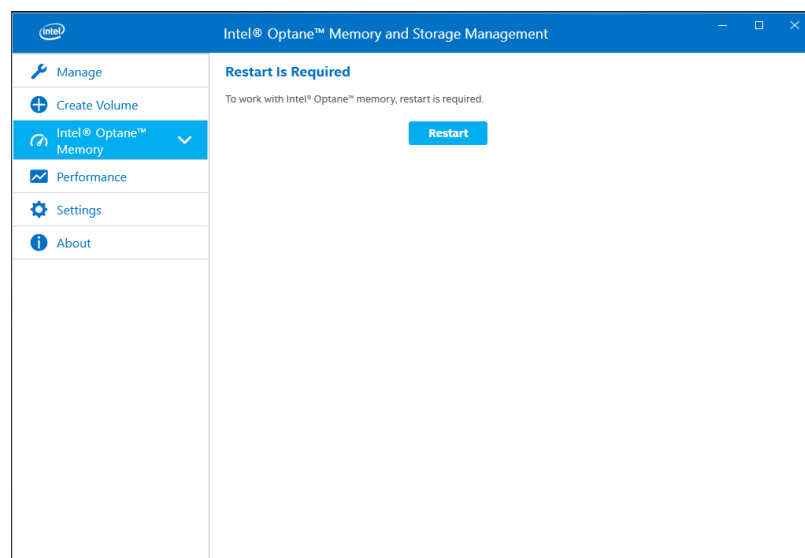 intel
Intel® Optane™ Memory and Storage Management
Manage
Create Volume
Intel® Optane™
Memory
Performance
Settings
About
Restart Is Required
To work with Intel® Optane™ memory, restart is required.
Restart